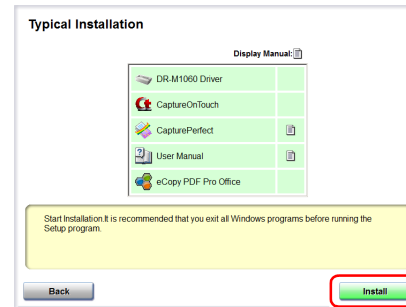 Typical Installation
Display Manual:
DR-M1060 Driver
CaptureOnTouch
CapturePerfect
User Manual
eCopy PDF Pro Office
Start Installation.It is recommended that you exit all Windows programs before running the
Setup program.
Back
Install